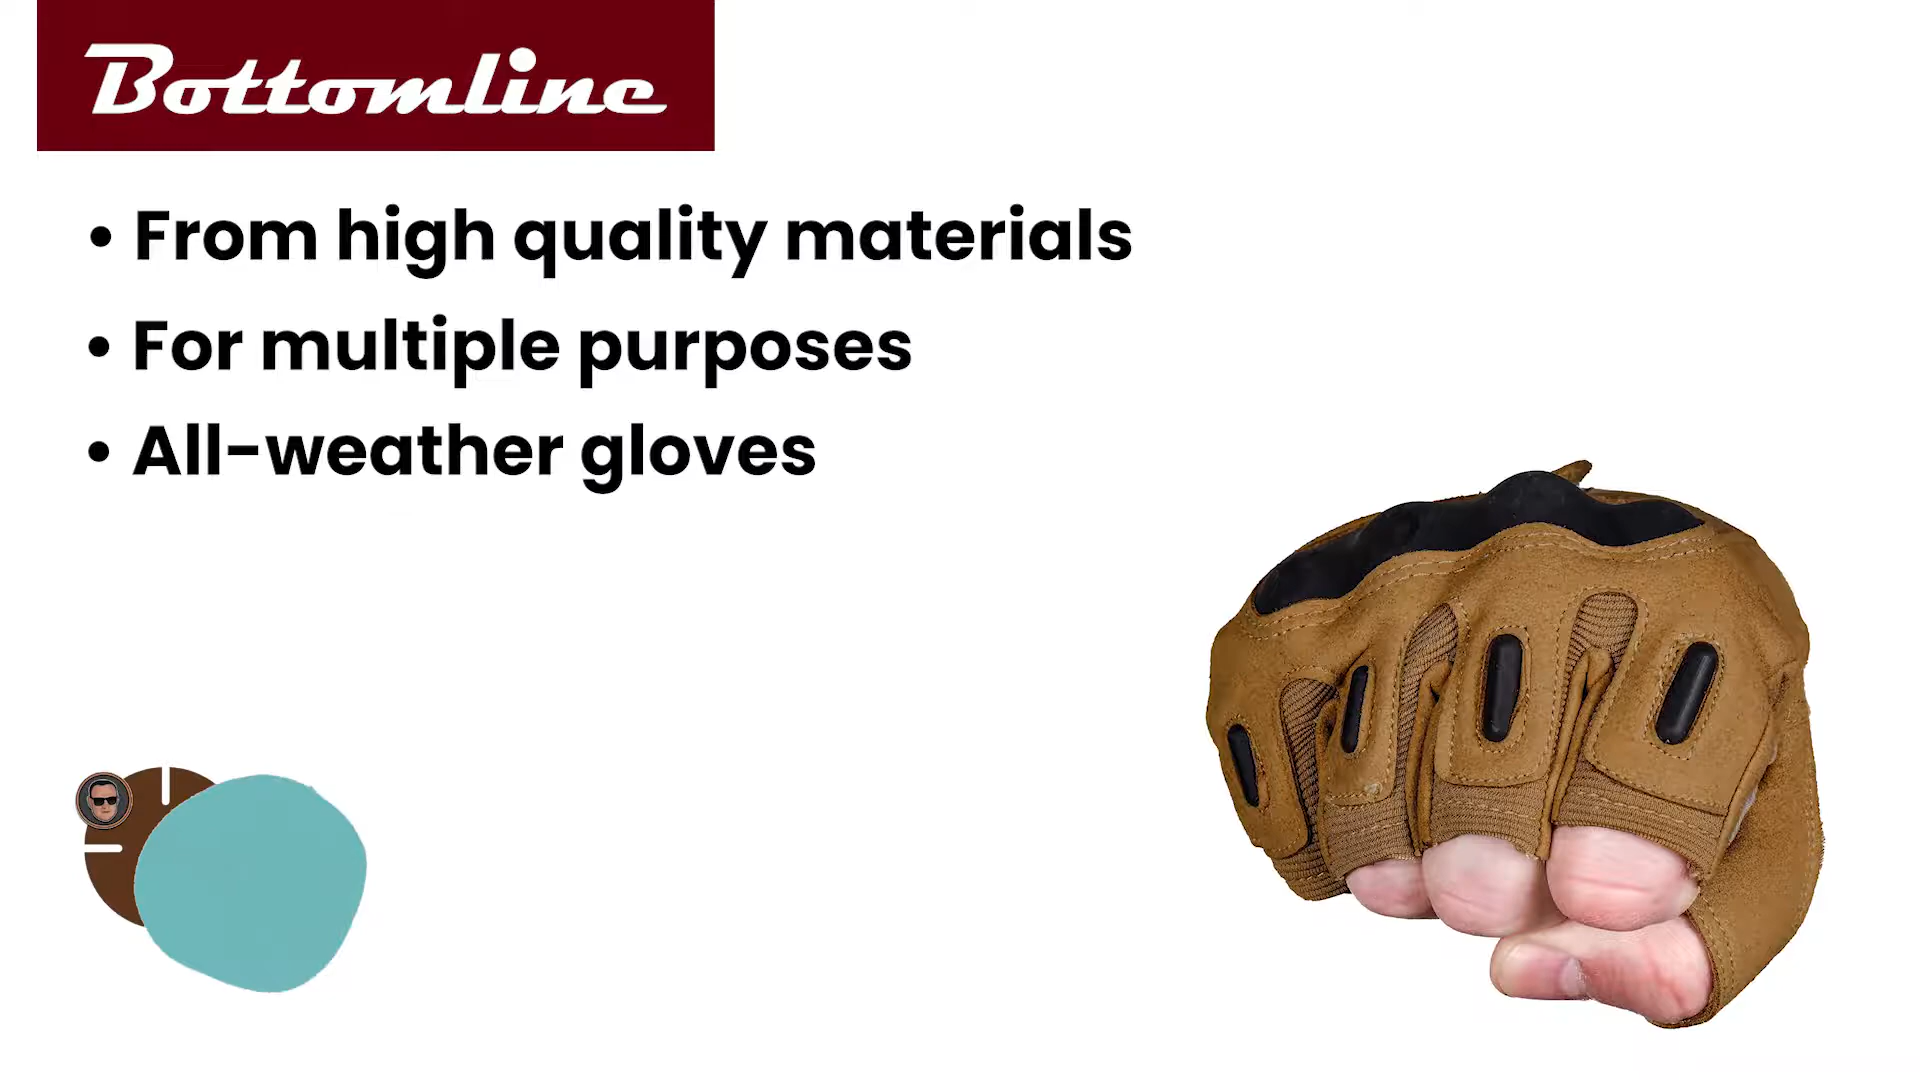 Bottomline
• From high quality materials
• For multiple purposes
• All-weather gloves